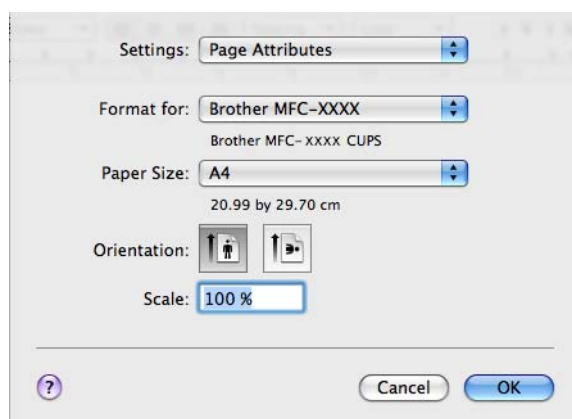 Settings: Page Attributes
Format for: Brother MFC-XXXX
Brother MFC- XXXX CUPS
Paper Size: A4
20.99 by 29.70 cm
Orientation:
Scale: 100 %
? Cancel OK